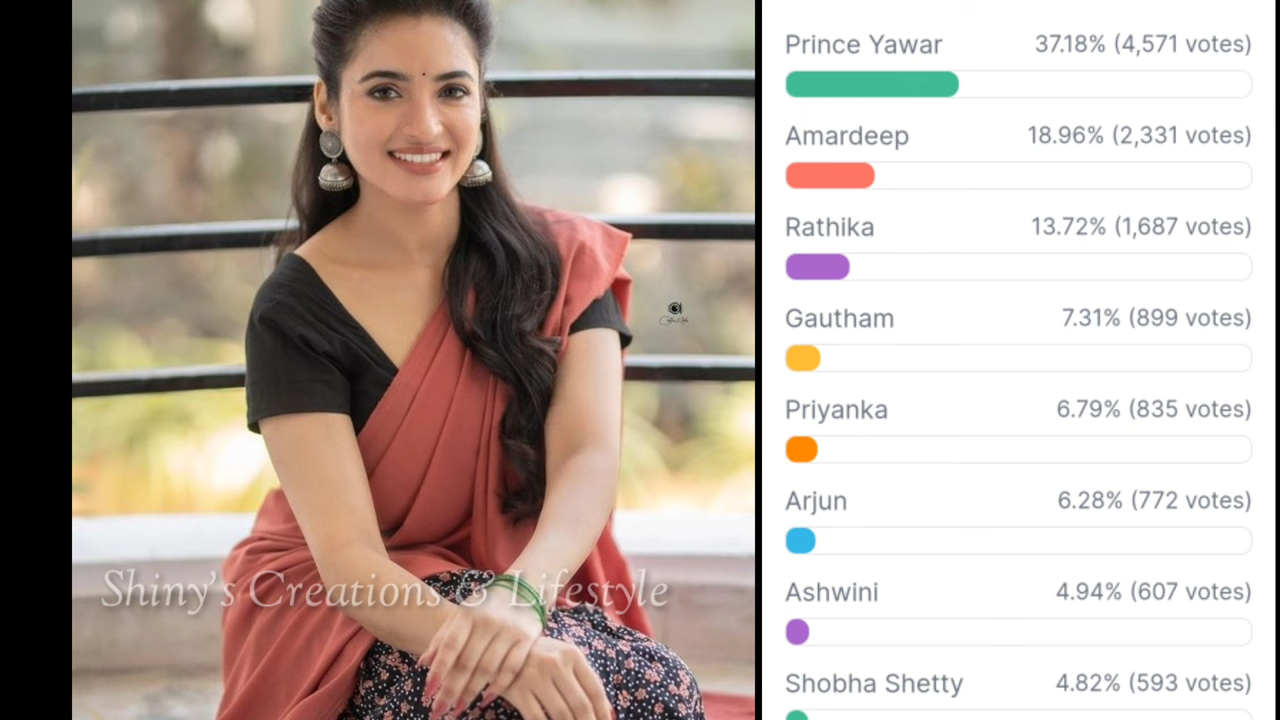 Shiny's Creations & Lifestyle
Prince Yawar 37.18% (4,571 votes)
Amardeep 18.96% (2,331 votes)
Rathika 13.72% (1,687 votes)
Gautham 7.31% (899 votes)
Priyanka 6.79% (835 votes)
Arjun 6.28% (772 votes)
Ashwini 4.94% (607 votes)
Shobha Shetty 4.82% (593 votes)